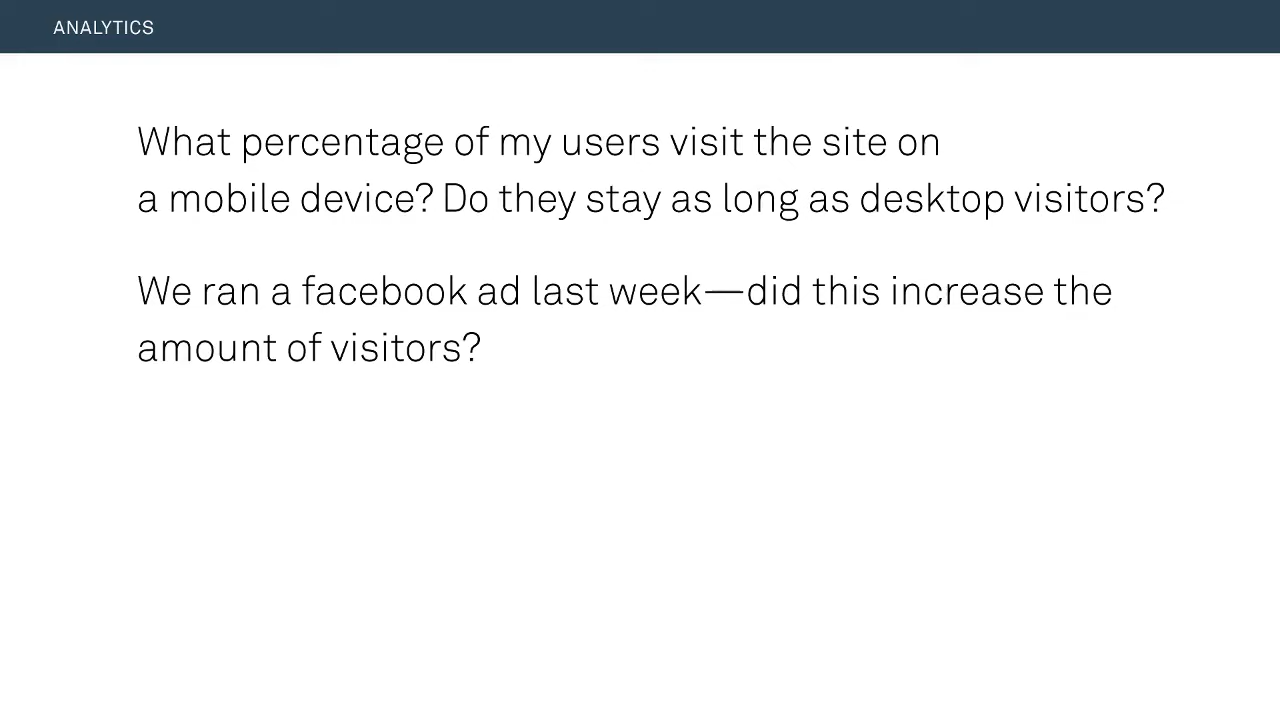 ANALYTICS
What percentage of my users visit the site on
a mobile device? Do they stay as long as desktop visitors?
We ran a facebook ad last week—did this increase the
amount of visitors?